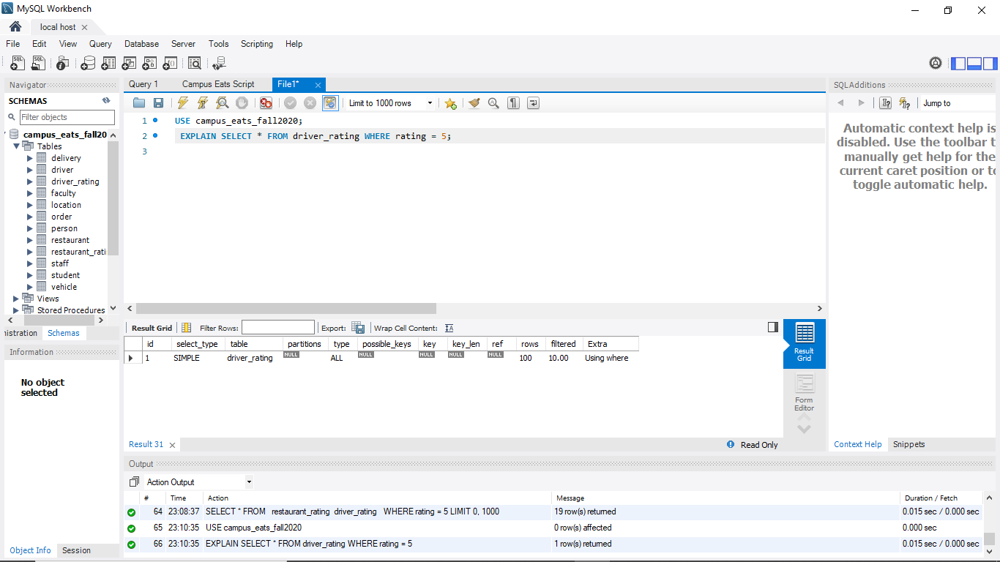 MySQL Workbench
local host
File Edit View Query Database Server Tools Scripting Help
Navigator
SCHEMAS
Filter objects
campus_eats_fall20
Tables
delivery
driver
driver_rating
faculty
location
order
person
restaurant
restaurant_rati
staff
student
vehicle
Views
Stored Procedures
nistration Schemas
Information
No object
selected
Object Info Session
Query 1 Campus Eats Script File1*
Limit to 1000 rows
1 USE campus_eats_fall2020;
2 EXPLAIN SELECT * FROM driver_rating WHERE rating = 5;
3
Result Grid Filter Rows: Export: Wrap Cell Content:
id select_type table partitions type possible_keys key key_len ref rows filtered Extra
1 SIMPLE driver_rating NULL ALL NULL NULL NULL NULL 100 10.00 Using where
Result
Grid
Form
Editor
Result 31 Read Only
SQLAdditions
Jump to
Automatic context help is
disabled. Use the toolbar t
manually get help for the
current caret position or to
toggle automatic help.
Context Help Snippets
Output
Action Output
# Time Action Message Duration / Fetch
64 23:08:37 SELECT * FROM restaurant_rating driver_rating WHERE rating = 5 LIMIT 0, 1000 19 row(s) returned 0.015 sec / 0.000 sec
65 23:10:35 USE campus_eats_fall2020 0 row(s) affected 0.000 sec
66 23:10:35 EXPLAIN SELECT * FROM driver_rating WHERE rating = 5 1 row(s) returned 0.015 sec / 0.000 sec